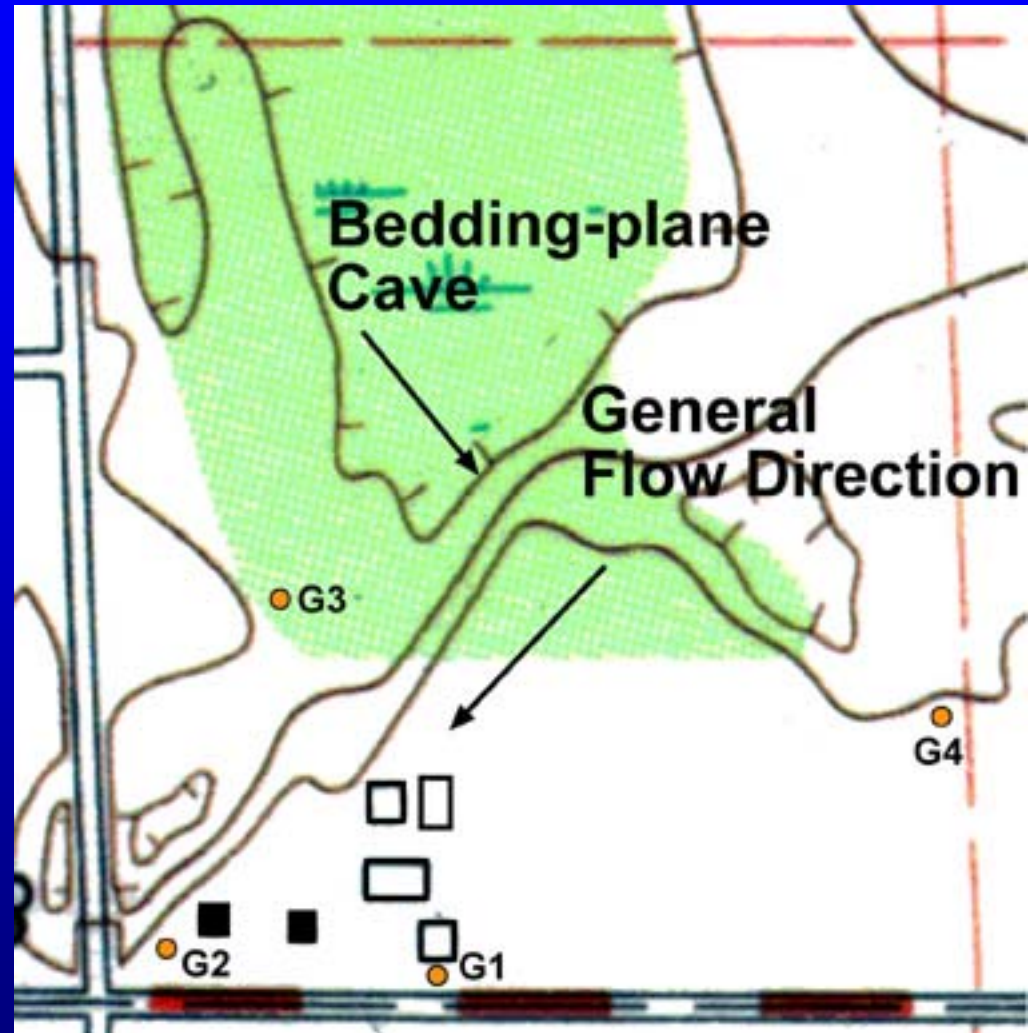 Bedding-plane
Cave
General
Flow Direction
G3
G4
G2
G1